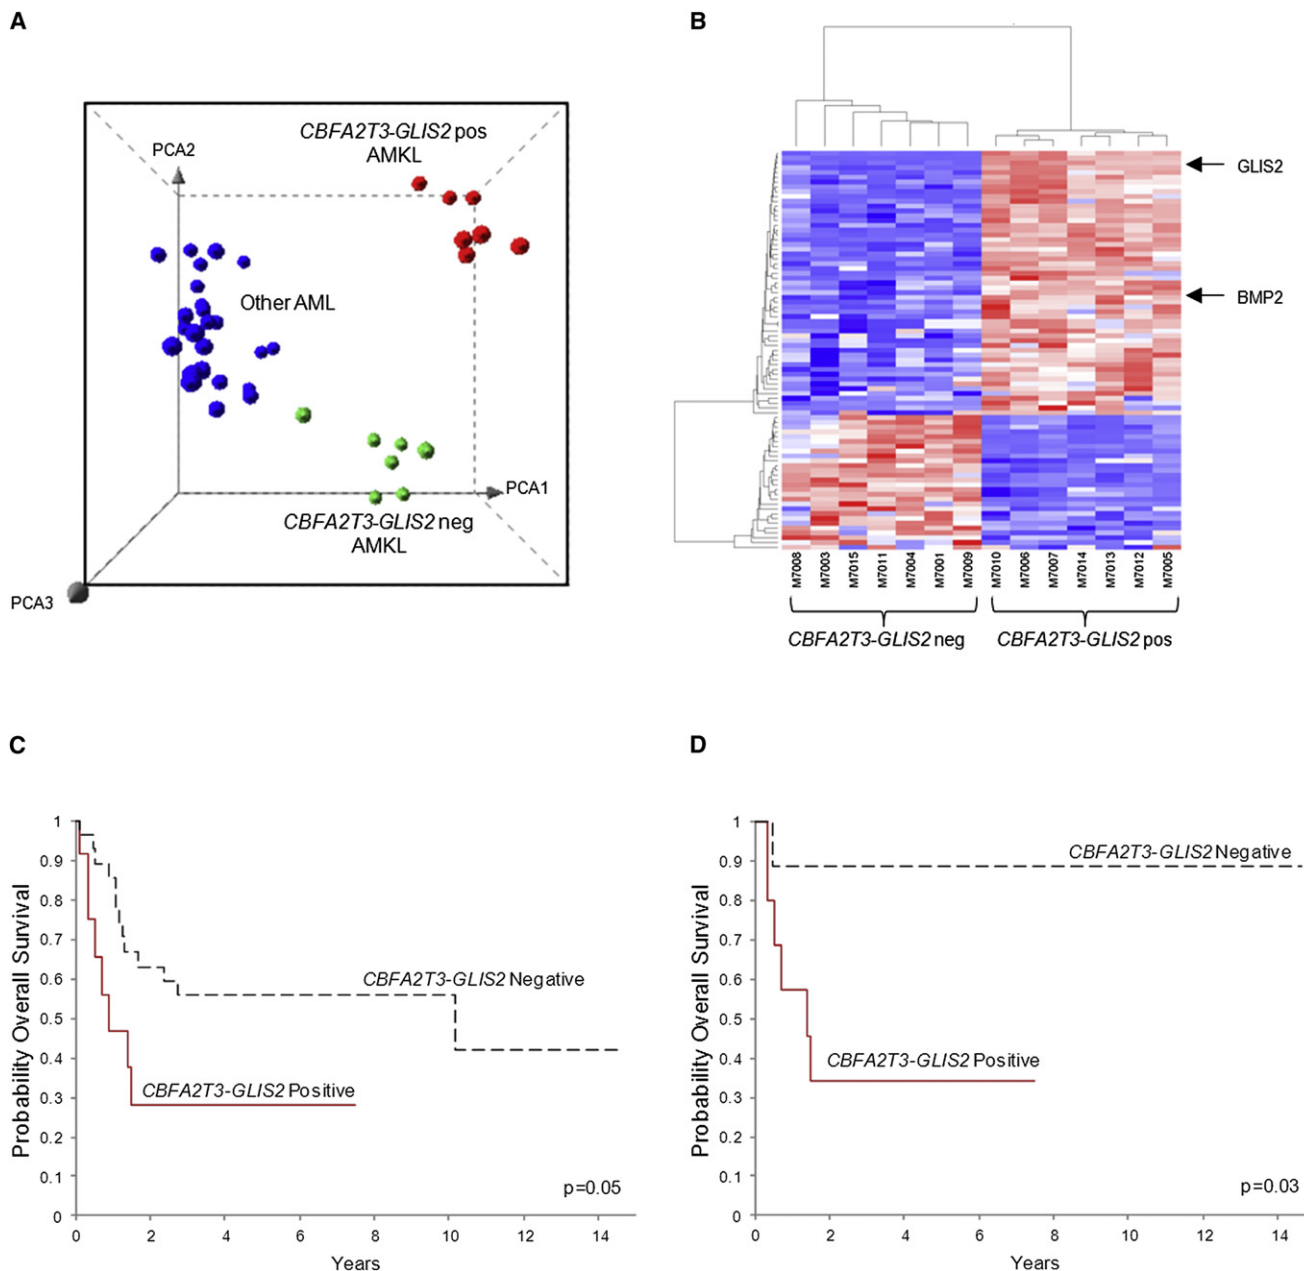 A
CBFA2T3-GLIS2 pos
AMKL
PCA2
Other AML
PCA1
CBFA2T3-GLIS2 neg
AMKL
PCA3
B
GLIS2
BMP2
M7008
M7003
M7015
M7011
M7004
M7001
M7009
M7010
M7006
M7007
M7014
M7013
M7012
M7005
CBFA2T3-GLIS2 neg
CBFA2T3-GLIS2 pos
C
Probability Overall Survival
1
0.9
0.8
0.7
0.6
0.5
0.4
0.3
0.2
0.1
0
CBFA2T3-GLIS2 Negative
CBFA2T3-GLIS2 Positive
p=0.05
0 2 4 6 8 10 12 14
Years
D
Probability Overall Survival
1
0.9
0.8
0.7
0.6
0.5
0.4
0.3
0.2
0.1
0
CBFA2T3-GLIS2 Negative
CBFA2T3-GLIS2 Positive
p=0.03
0 2 4 6 8 10 12 14
Years